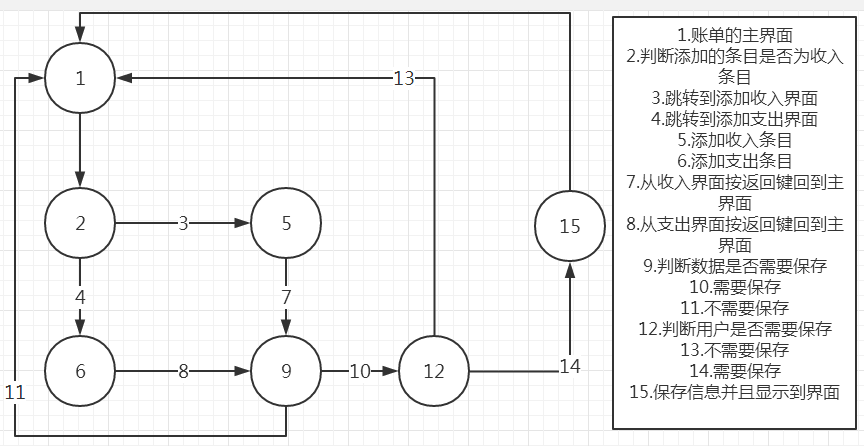 13
1
2
3
5
15
4
7
6
8
9
10
12
14
11
1.账单的主界面
2.判断添加的条目是否为收入
条目
3.跳转到添加收入界面
4.跳转到添加支出界面
5.添加收入条目
6.添加支出条目
7.从收入界面按返回键回到主
界面
8.从支出界面按返回键回到主
界面
9.判断数据是否需要保存
10.需要保存
11.不需要保存
12.判断用户是否需要保存
13.不需要保存
14.需要保存
15.保存信息并且显示到界面